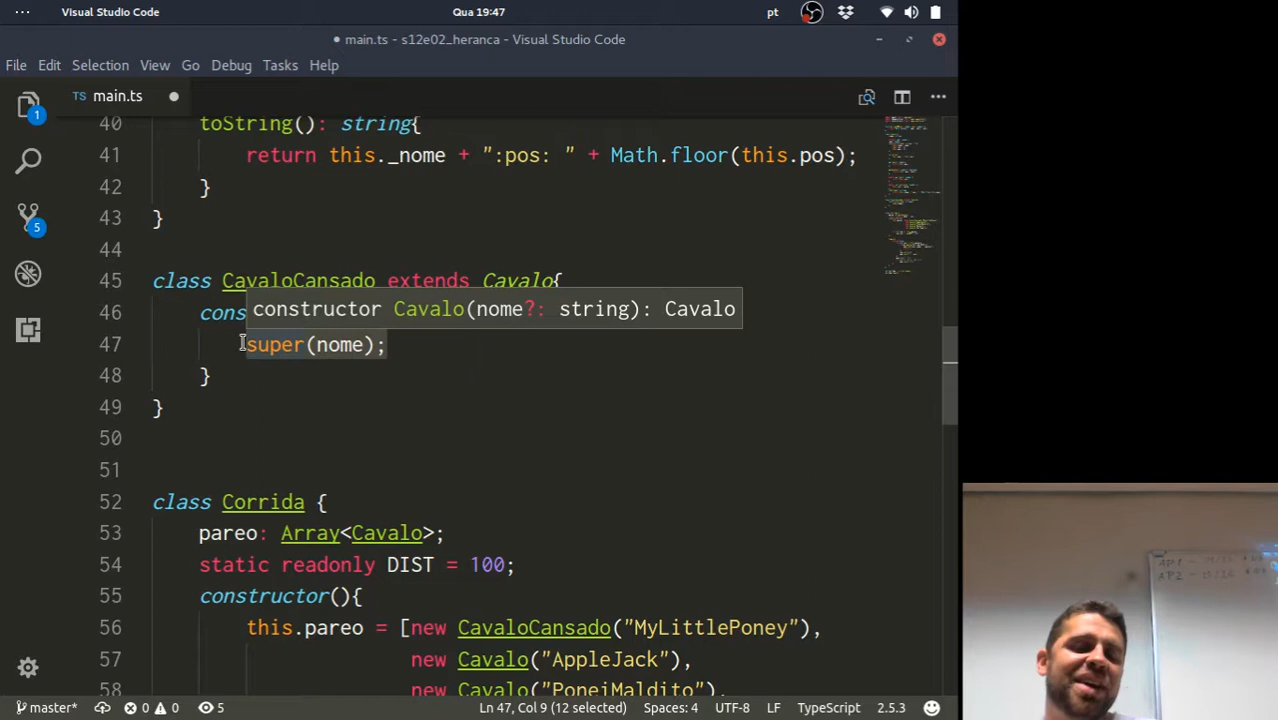 Visual Studio Code
Qua 19:47
pt
main.ts - s12e02_heranca - Visual Studio Code
File Edit Selection View Go Debug Tasks Help
TS main.ts
1
5
40 toString(): string{
41 return this._nome + ":pos: " + Math.floor(this.pos);
42 }
43 }
44
45 class CavaloCansado extends Cavalo{
46 cons
constructor Cavalo(nome?: string): Cavalo
47 super(nome);
48 }
49 }
50
51
52 class Corrida {
53 pareo: Array<Cavalo>;
54 static readonly DIST = 100;
55 constructor(){
56 this.pareo = [new CavaloCansado("MyLittlePoney"),
57 new Cavalo("AppleJack"),
58 new Cavalo("PoneiMaldito"),
master* 0 0 5 Ln 47, Col 9 (12 selected) Spaces: 4 UTF-8 LF TypeScript 2.5.3